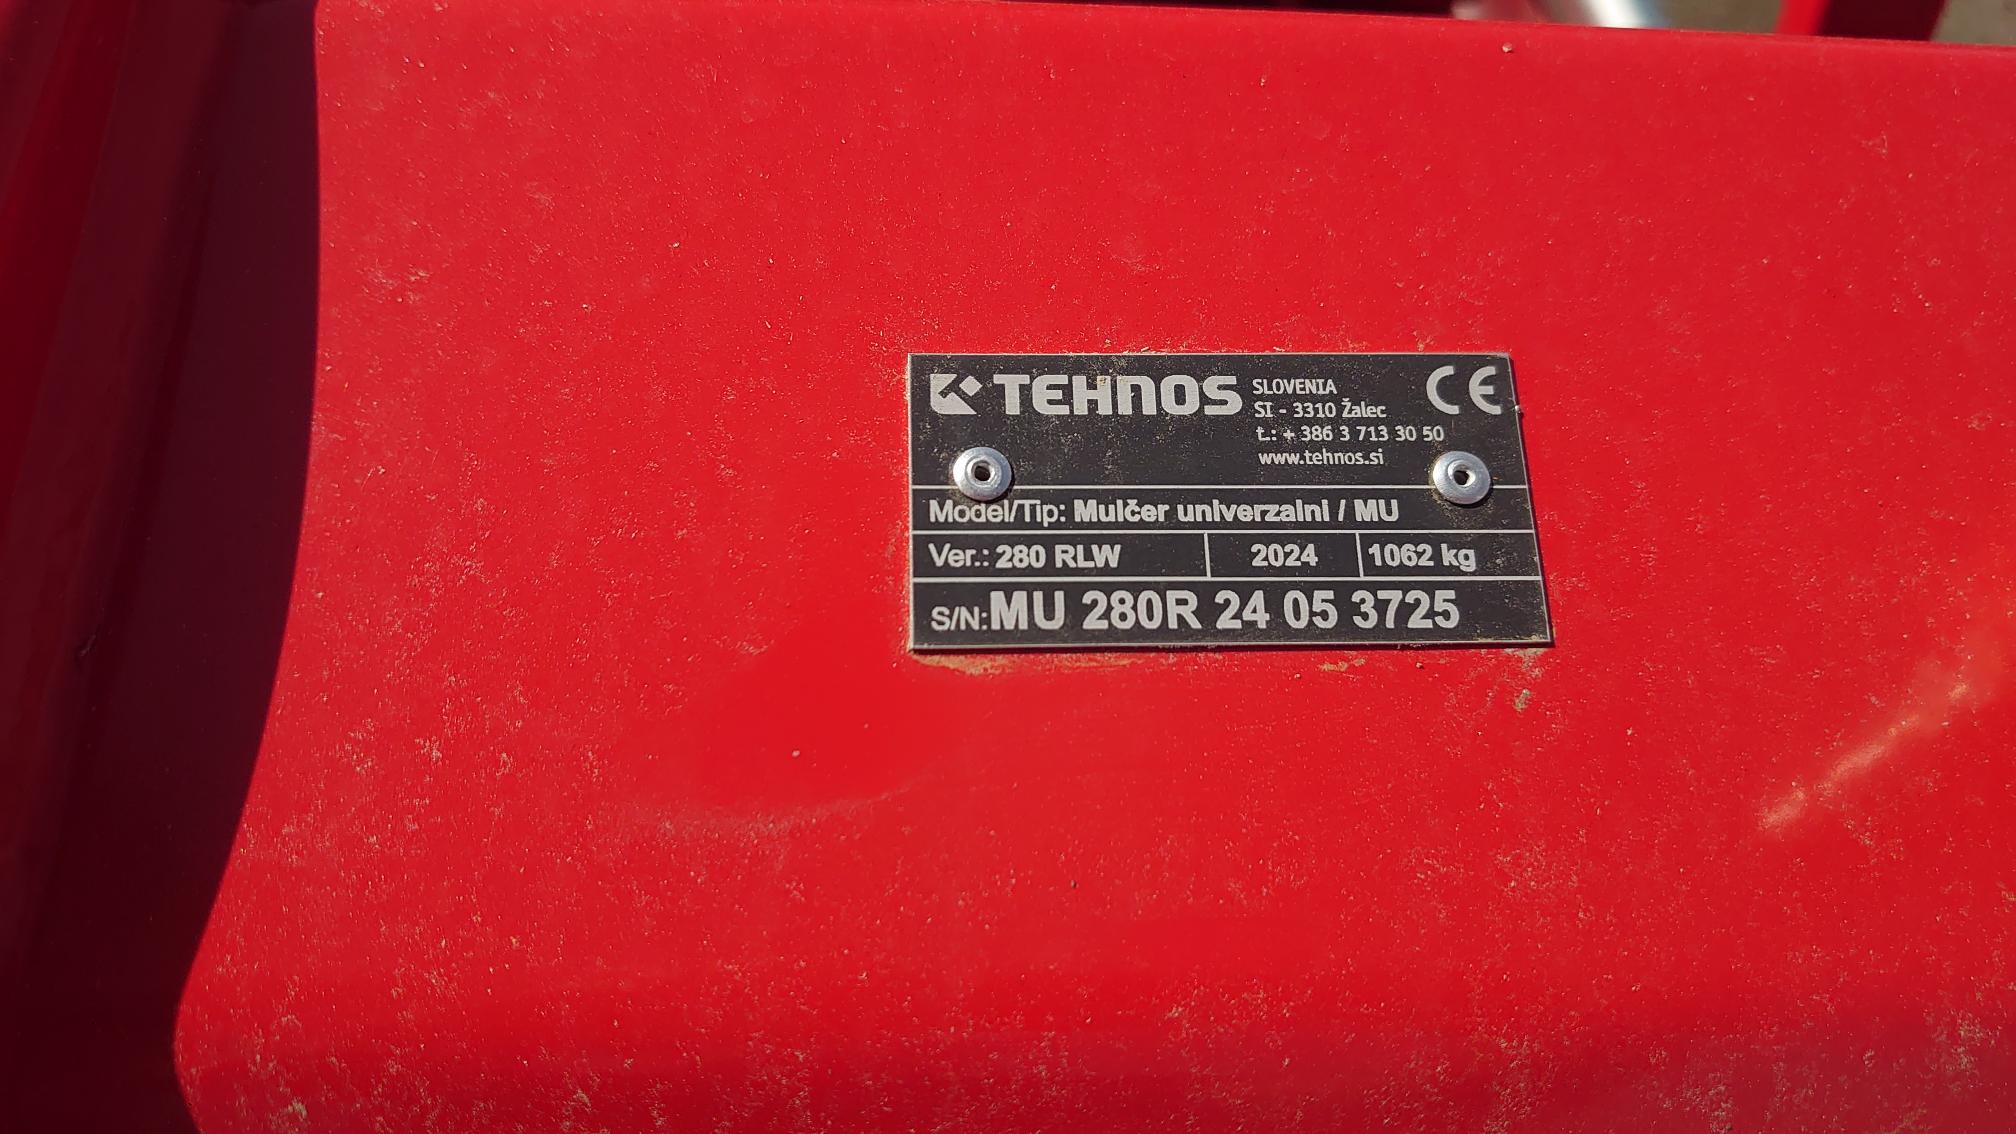 TEHNOS
SLOVENIA
SI - 3310 Žalec
t.: + 386 3 713 30 50
www.tehnos.si
CE
Model/Tip: Mulčer univerzalni / MU
Ver.: 280 RLW 2024 1062 kg
S/N: MU 280R 24 05 3725